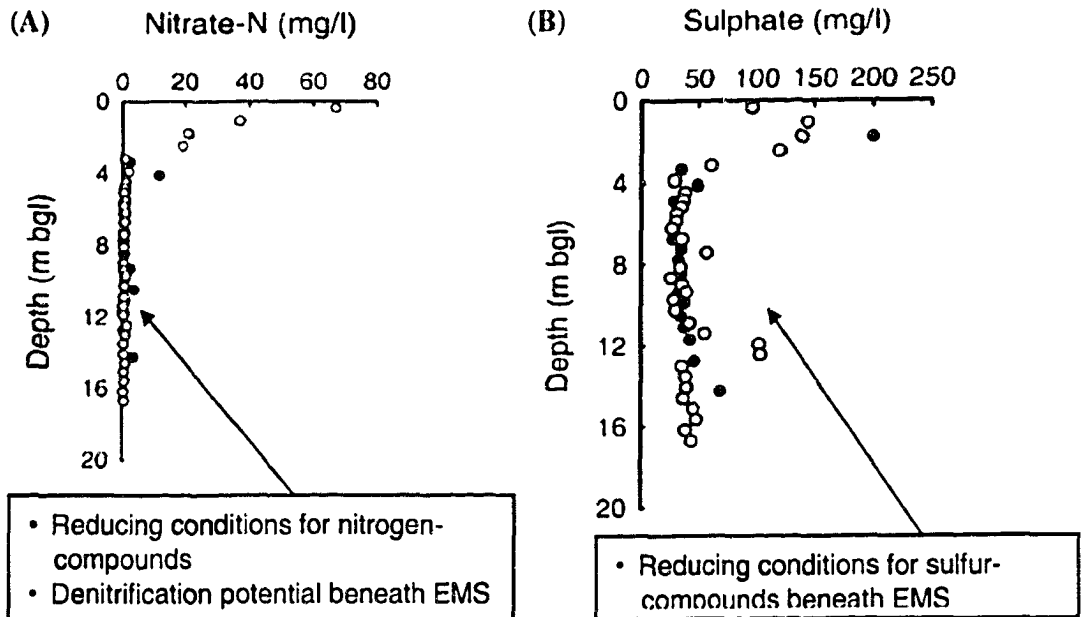 (A) Nitrate-N (mg/l)
0 20 40 60 80
0
4
8
12
16
20
Depth (m bgl)
• Reducing conditions for nitrogen-
compounds
• Denitrification potential beneath EMS
(B) Sulphate (mg/l)
0 50 100 150 200 250
0
4
8
12
16
20
Depth (m bgl)
• Reducing conditions for sulfur-
compounds beneath EMS